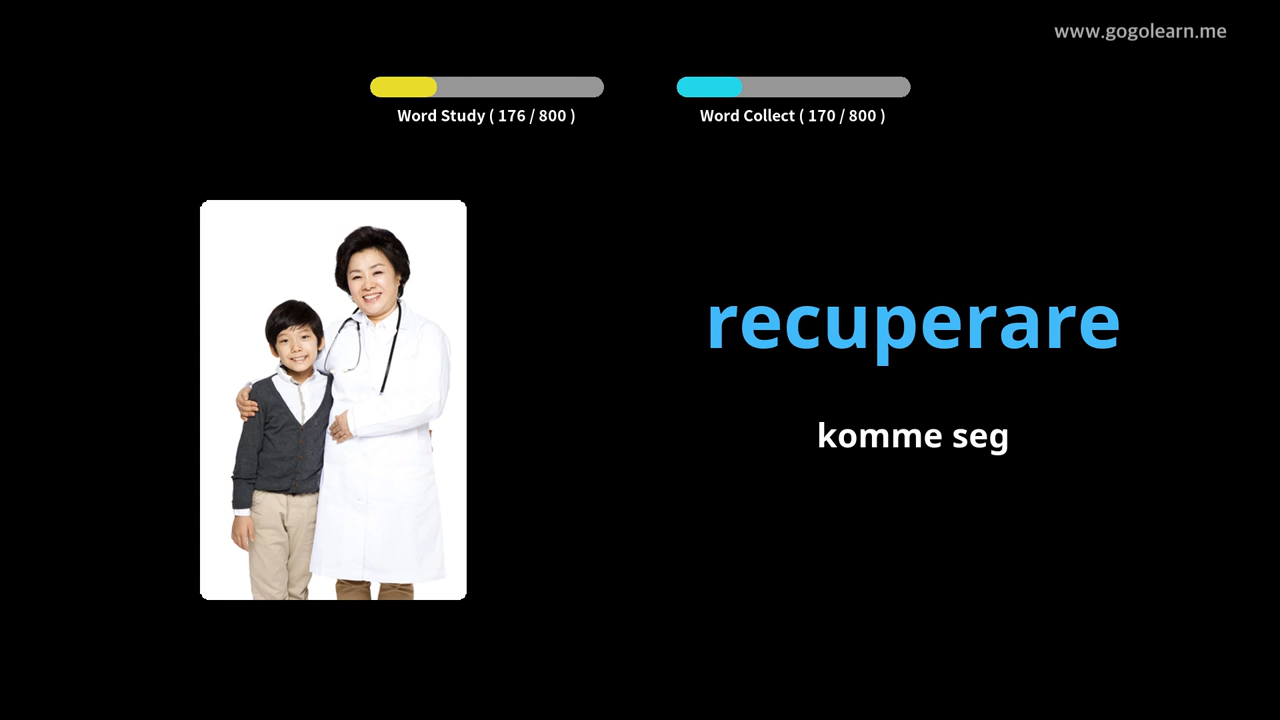 www.gogolearn.me
Word Study ( 176 / 800 )
Word Collect ( 170 / 800 )
recuperare
komme seg